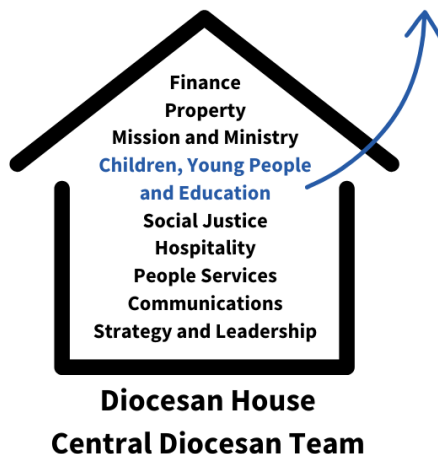 Finance
Property
Mission and Ministry
Children, Young People
and Education
Social Justice
Hospitality
People Services
Communications
Strategy and Leadership
Diocesan House
Central Diocesan Team